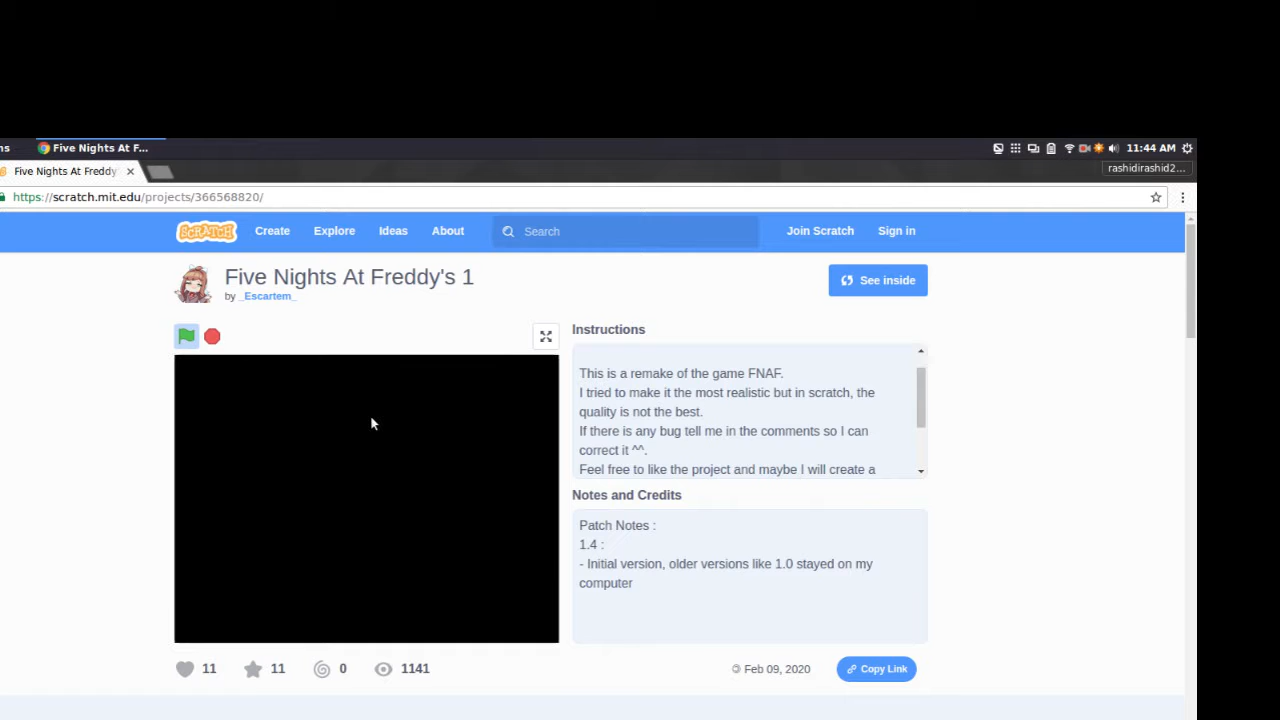 ns
Five Nights At F...
11:44 AM
Five Nights At Freddy
rashidirashid2...
https://scratch.mit.edu/projects/366568820/
SCRATCH
Create
Explore
Ideas
About
Search
Join Scratch
Sign in
Five Nights At Freddy's 1
by _Escartem_
See inside
Instructions
This is a remake of the game FNAF.
I tried to make it the most realistic but in scratch, the
quality is not the best.
If there is any bug tell me in the comments so I can
correct it ^^.
Feel free to like the project and maybe I will create a
Notes and Credits
Patch Notes :
1.4 :
- Initial version, older versions like 1.0 stayed on my
computer
11
11
0
1141
Feb 09, 2020
Copy Link